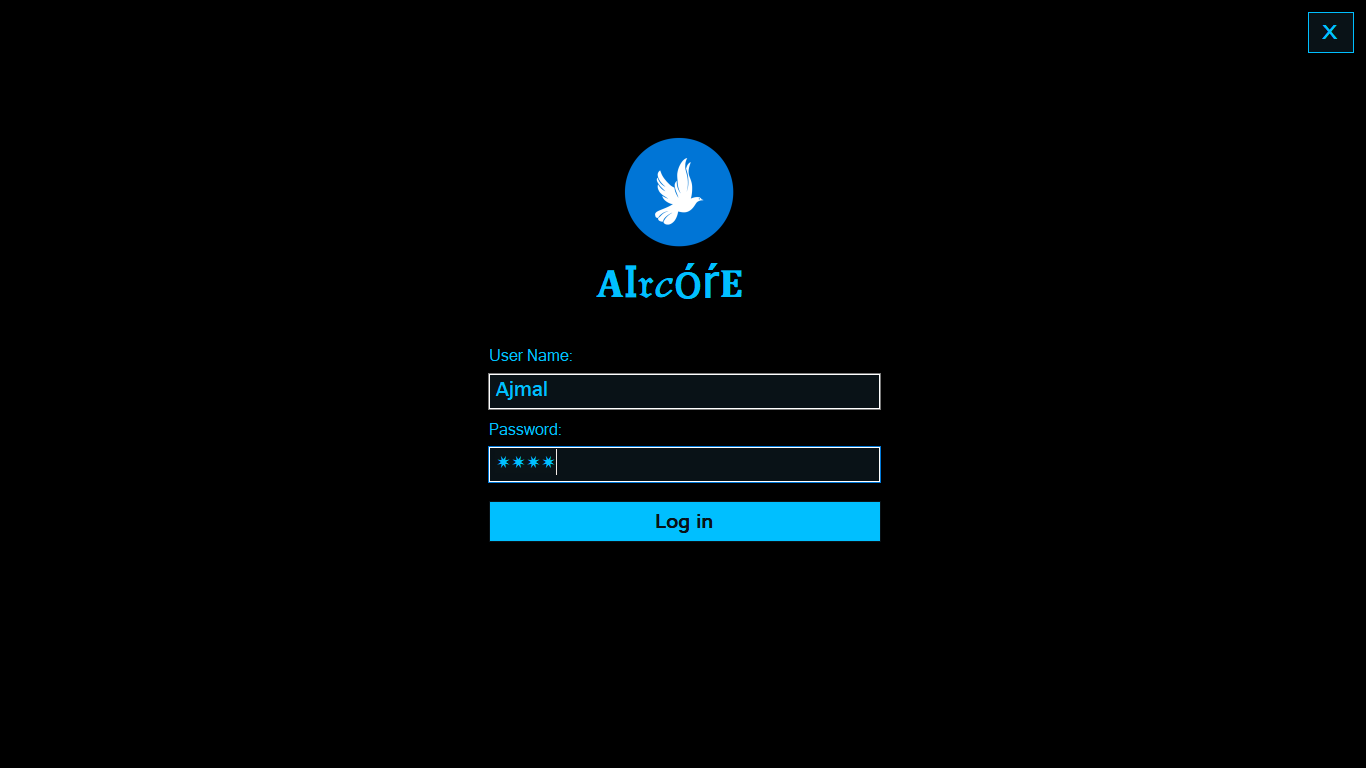 X
AIrcóŕE
User Name:
Ajmal
Password:
✷✷✷✷
Log in